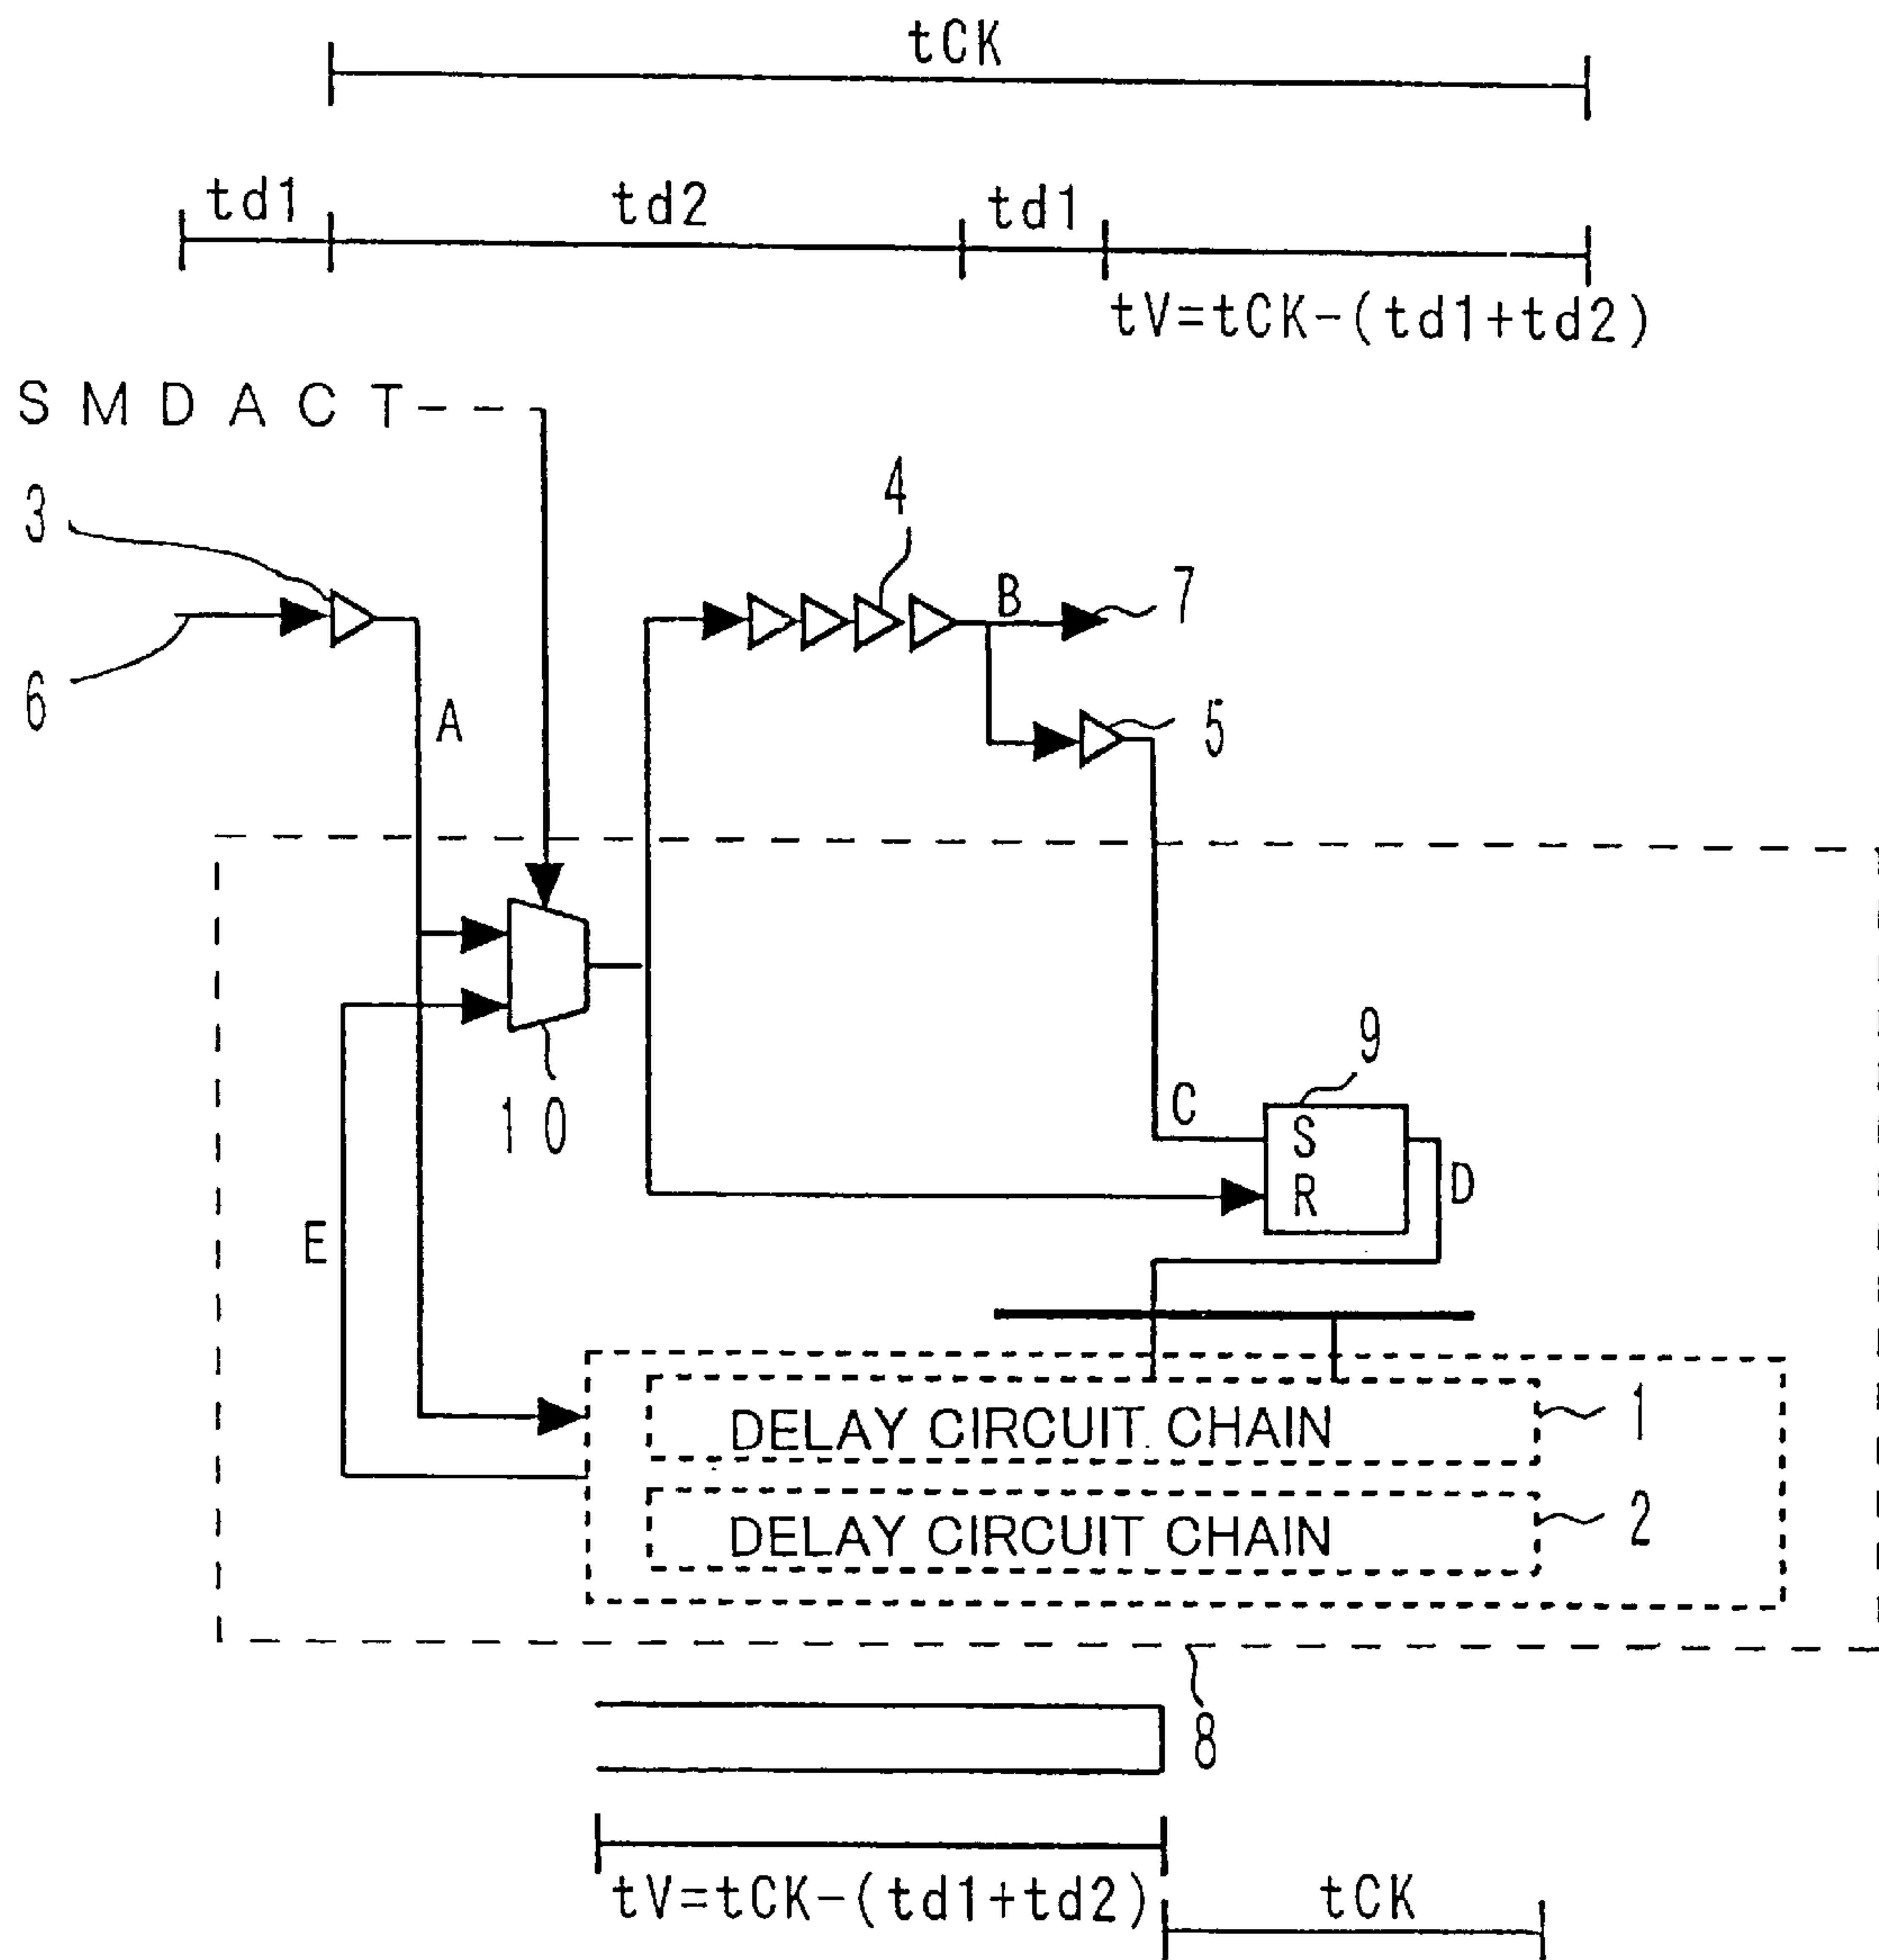 tCK
td1 td2 td1
tV=tCK-(td1+td2)
SMDACT
3
4
B
7
6
A
5
9
10
C
S
R
D
E
DELAY CIRCUIT CHAIN
1
DELAY CIRCUIT CHAIN
2
8
tV=tCK-(td1+td2)
tCK